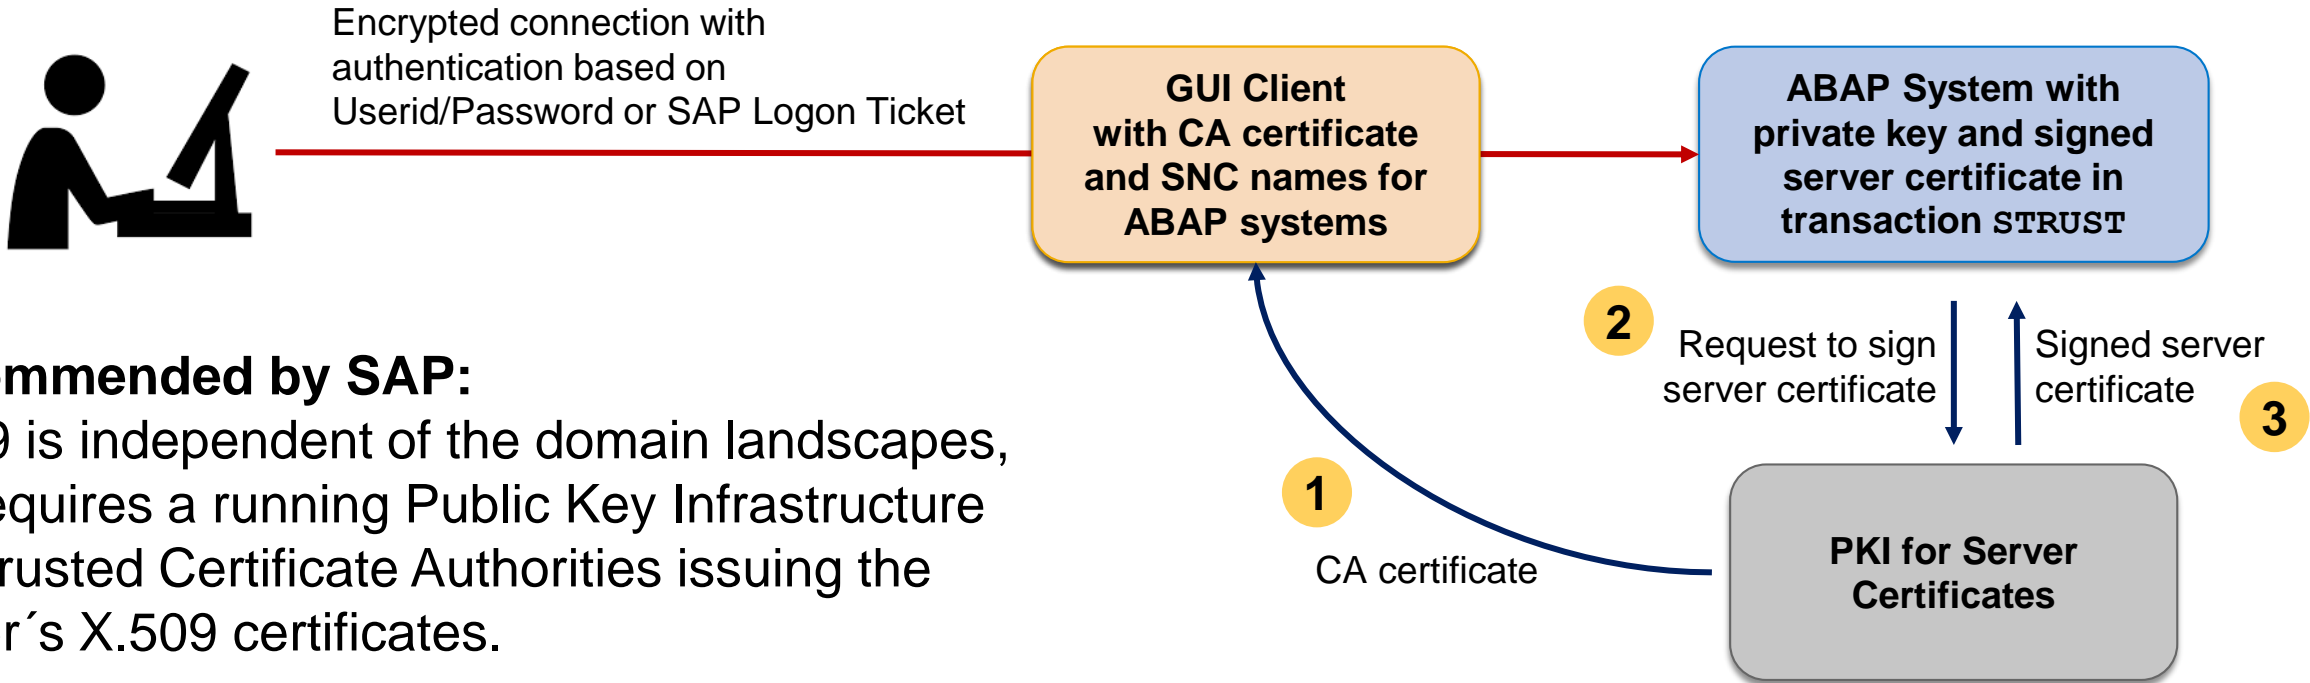 Encrypted connection with
authentication based on
Userid/Password or SAP Logon Ticket
GUI Client
with CA certificate
and SNC names for
ABAP systems
ABAP System with
private key and signed
server certificate in
transaction STRUST
2
Request to sign
server certificate
Signed server
certificate
3
1
CA certificate
PKI for Server
Certificates
ommended by SAP:
9 is independent of the domain landscapes,
equires a running Public Key Infrastructure
rusted Certificate Authorities issuing the
r´s X.509 certificates.